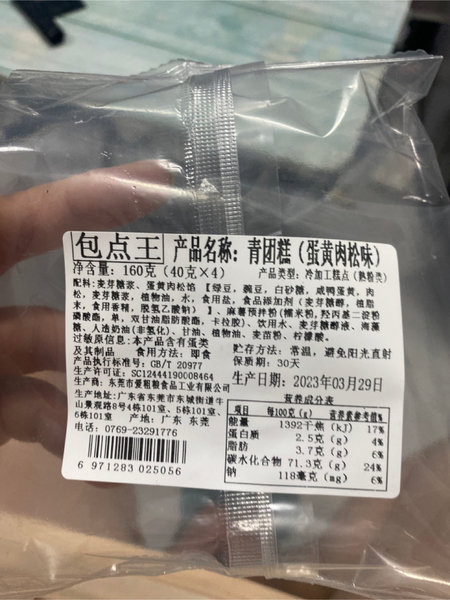 包点王 产品名称：青团糕（蛋黄肉松味）
净含量：160克（40克×4） 产品类型：冷加工糕点（熟粉类）
配料：麦芽糖浆、蛋黄肉松馅【绿豆，豌豆，白砂糖，咸鸭蛋黄，肉
松，麦芽糖浆，植物油，水，食用盐，食品添加剂（麦芽糖醇，植脂
末，食用香精，脱氢乙酸钠）】、麻薯预拌粉（糯米粉，羟丙基二淀粉
磷酸酯，单，双甘油脂肪酸酯，卡拉胶）、饮用水、麦芽糖醇液、海藻
糖、人造奶油（非氢化）、甘油、植物油、麦苗粉、柠檬酸。
过敏原信息：本产品含有蛋类
及其制品 食用方法：即食
产品执行标准号：GB/T 20977
生产许可证：SC12444190008464
生产商：东莞市爱粗粮食品工业有限公司
生产地址：广东省东莞市东城街道牛
山景观路8号4栋101室、5栋101室、
6栋101室 产地：广东 东莞
电话：0769-23291776
6 971283 025056
贮存方法：常温，避免阳光直射
保质期：30天
生产日期：2023年03月29日
营养成分表
项目 每100克(g) 营养素参考值%
能量 1392千焦(kJ) 17%
蛋白质 2.5克(g) 4%
脂肪 3.7克(g) 6%
碳水化合物 71.3克(g) 24%
钠 118毫克(mg) 6%